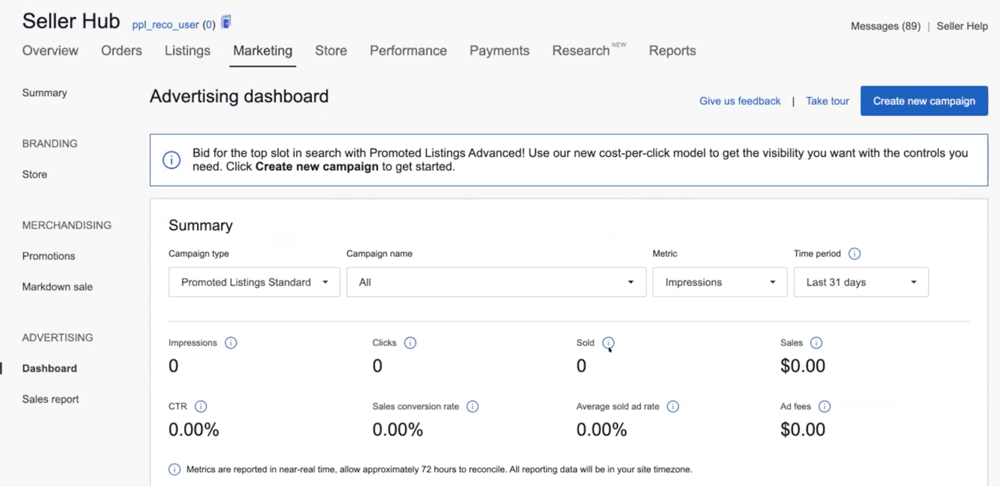 Seller Hub ppl_reco_user (0)
Messages (89) | Seller Help
Overview Orders Listings Marketing Store Performance Payments Research NEW Reports
Summary
BRANDING
Store
MERCHANDISING
Promotions
Markdown sale
ADVERTISING
Dashboard
Sales report
Advertising dashboard
Give us feedback | Take tour Create new campaign
Bid for the top slot in search with Promoted Listings Advanced! Use our new cost-per-click model to get the visibility you want with the controls you
need. Click Create new campaign to get started.
Summary
Campaign type Campaign name Metric Time period
Promoted Listings Standard All Impressions Last 31 days
Impressions Clicks Sold Sales
0 0 0 $0.00
CTR Sales conversion rate Average sold ad rate Ad fees
0.00% 0.00% 0.00% $0.00
Metrics are reported in near-real time, allow approximately 72 hours to reconcile. All reporting data will be in your site timezone.